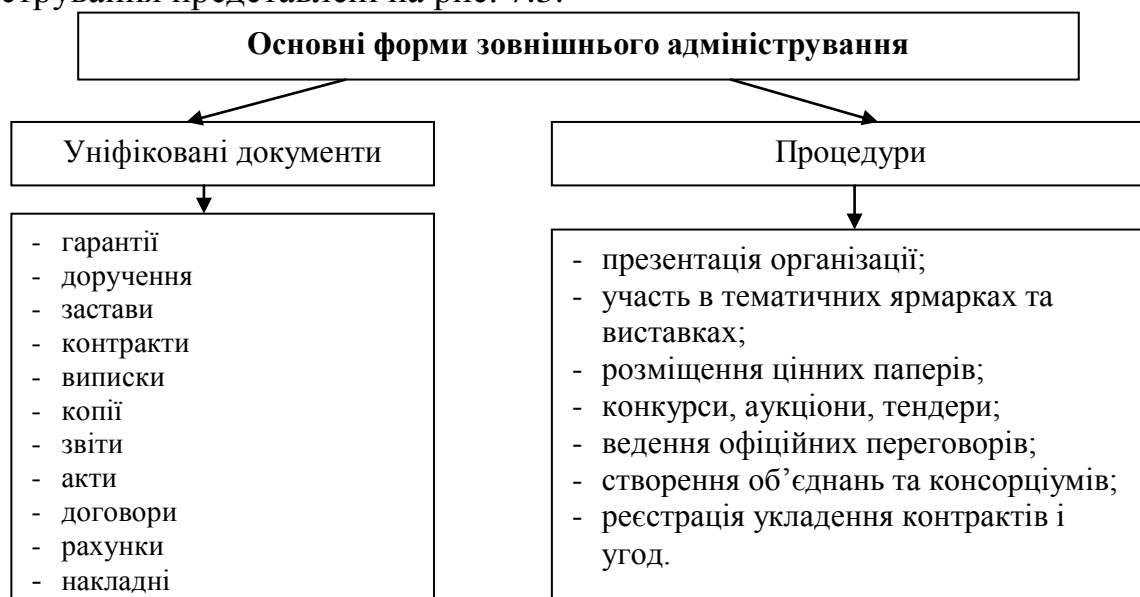 стрування представлені на рис. 7.3.
Основні форми зовнішнього адміністрування
Уніфіковані документи
Процедури
- гарантії
- доручення
- застави
- контракти
- виписки
- копії
- звіти
- акти
- договори
- рахунки
- накладні
- презентація організації;
- участь в тематичних ярмарках та
виставках;
- розміщення цінних паперів;
- конкурси, аукціони, тендери;
- ведення офіційних переговорів;
- створення об’єднань та консорціумів;
- реєстрація укладення контрактів і
угод.